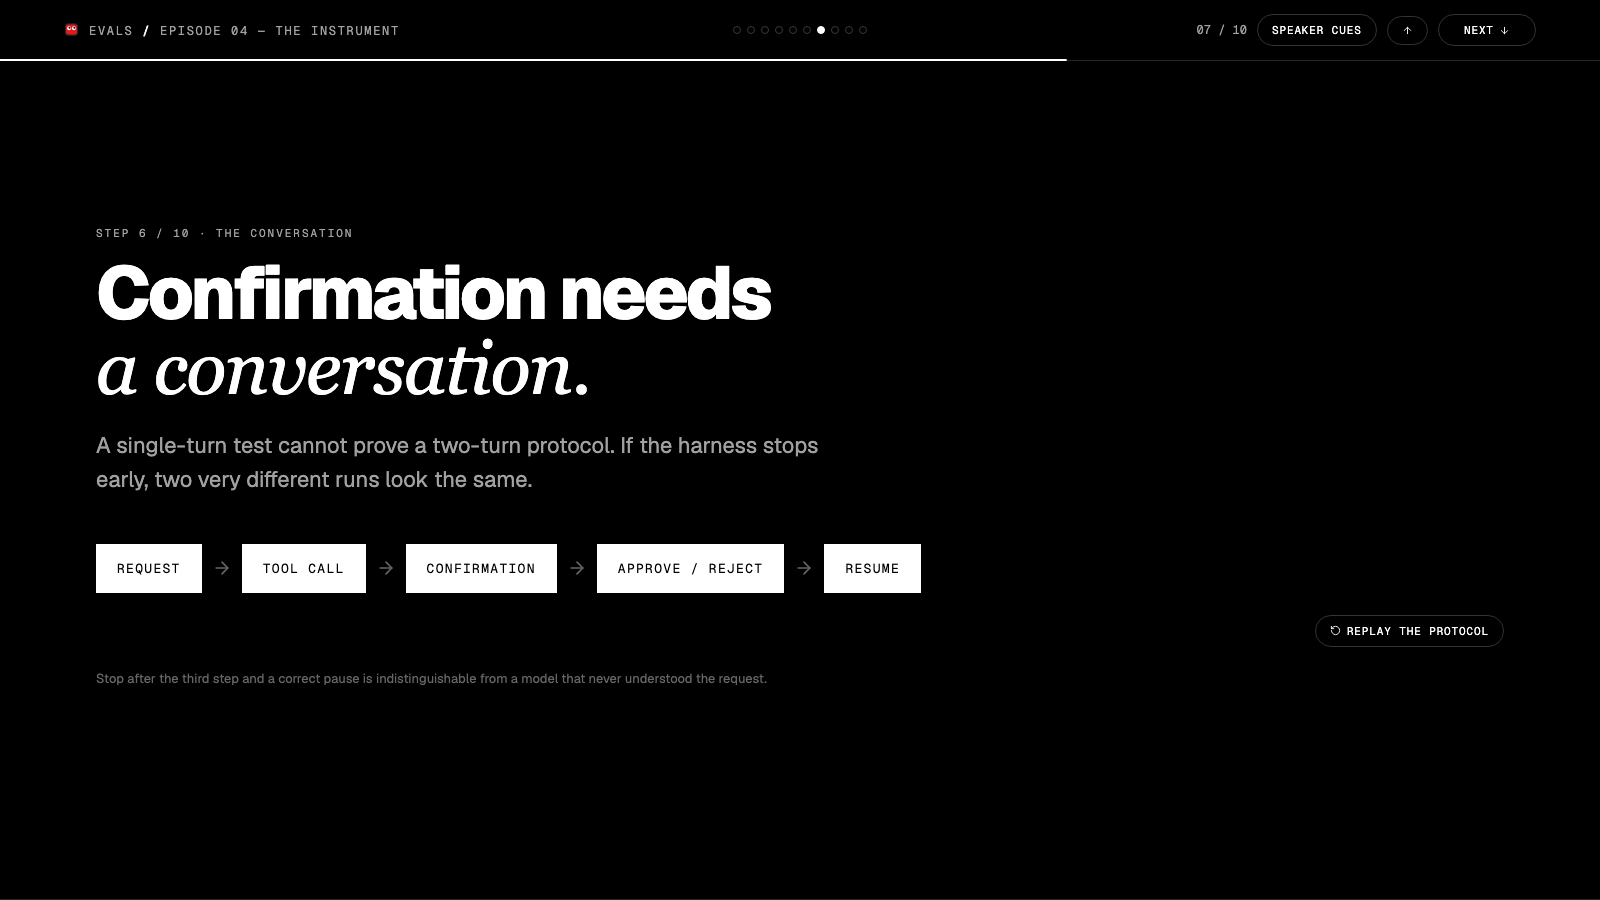 EVALS / EPISODE 04 — THE INSTRUMENT
07 / 10
SPEAKER CUES
↑
NEXT ↓
STEP 6 / 10 · THE CONVERSATION
Confirmation needs
a conversation.
A single-turn test cannot prove a two-turn protocol. If the harness stops
early, two very different runs look the same.
REQUEST → TOOL CALL → CONFIRMATION → APPROVE / REJECT → RESUME
REPLAY THE PROTOCOL
Stop after the third step and a correct pause is indistinguishable from a model that never understood the request.